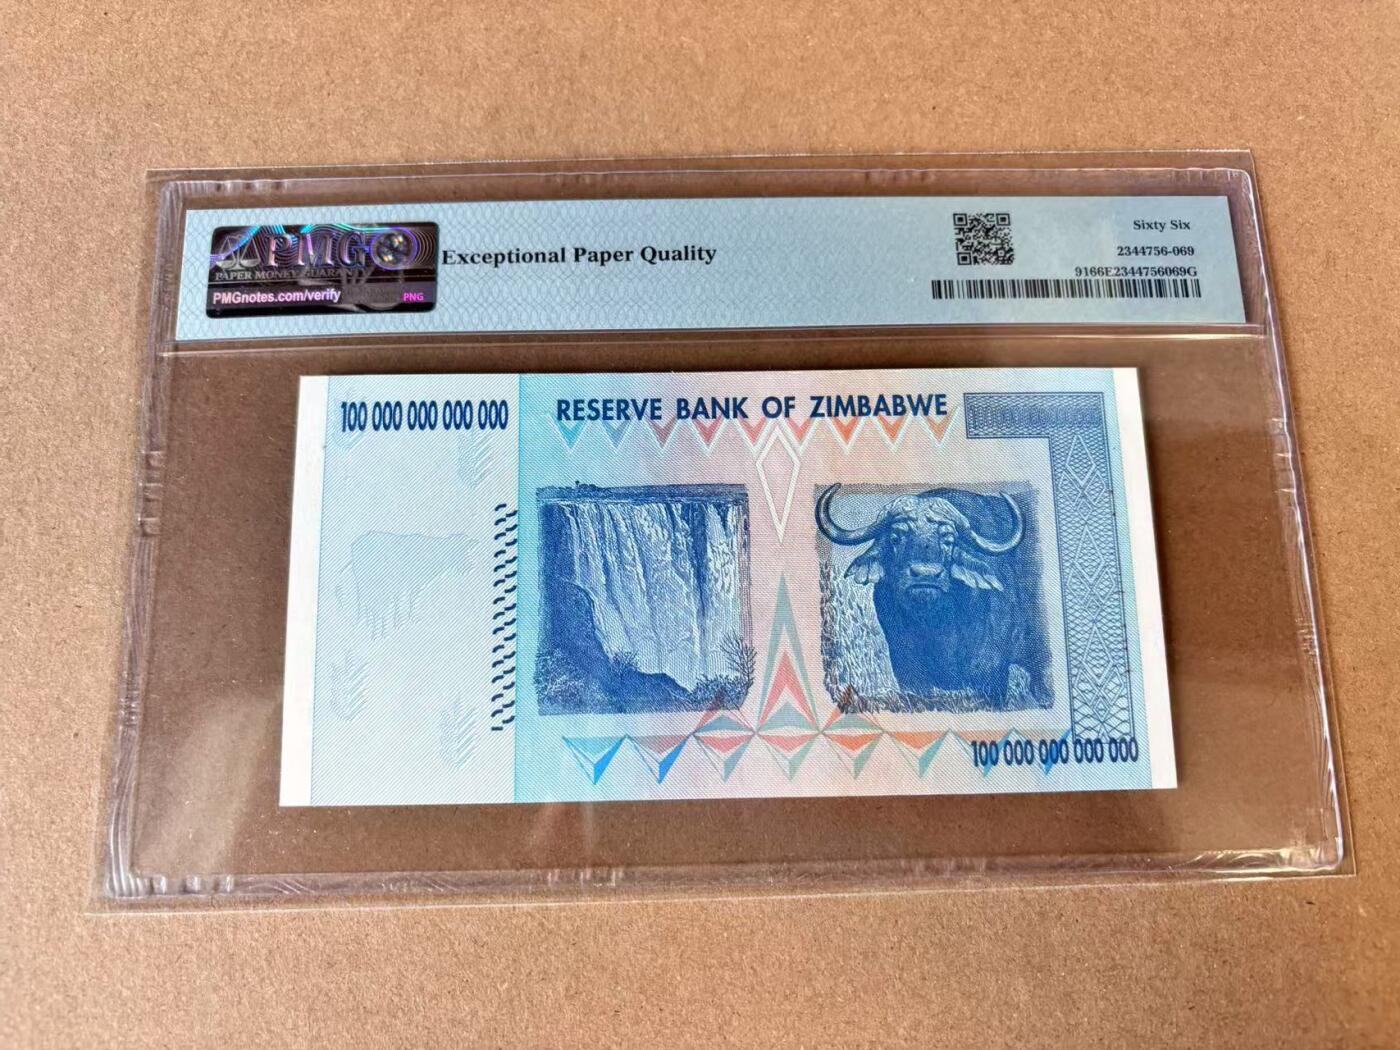 PMG
PAPER MONEY GUARANTY
PMGnotes.com/verify
PNG
Exceptional Paper Quality
Sixty Six
2344756-069
9166E2344756069G
100 000 000 000 000
RESERVE BANK OF ZIMBABWE
100 000 000 000 000